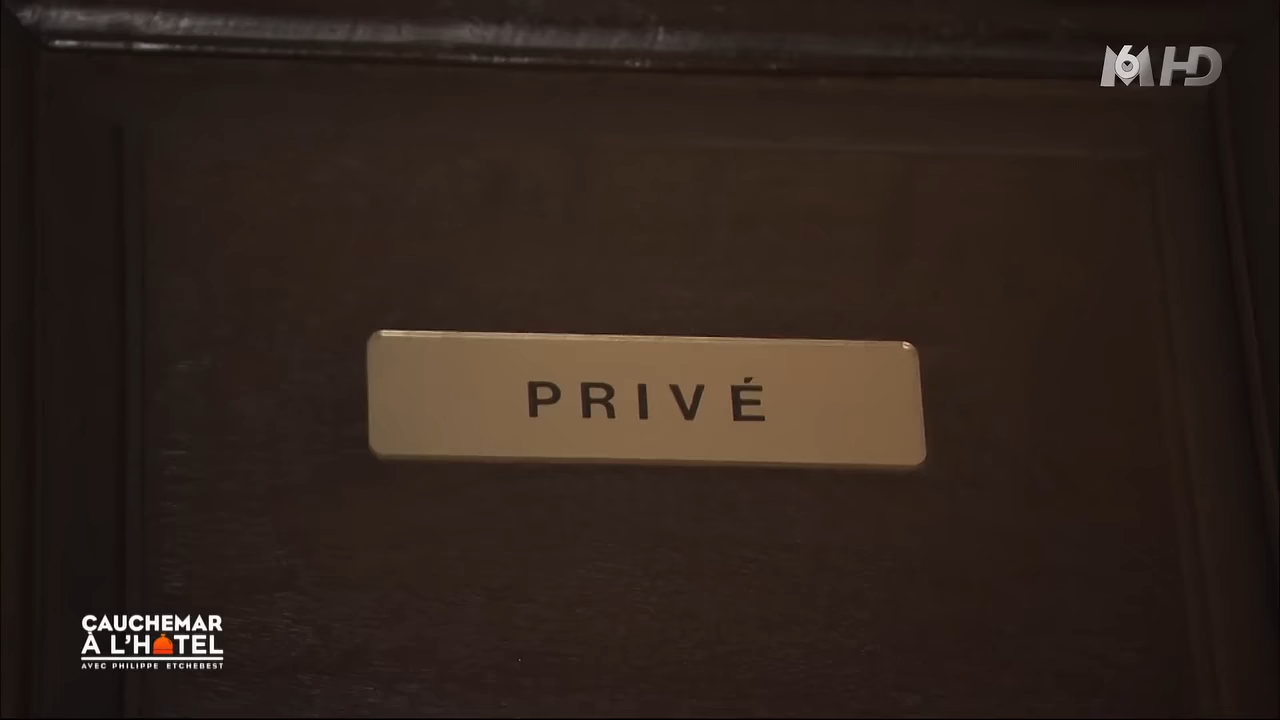 M6 HD
PRIVÉ
CAUCHEMAR
À L'HÔTEL
AVEC PHILIPPE ETCHEBEST